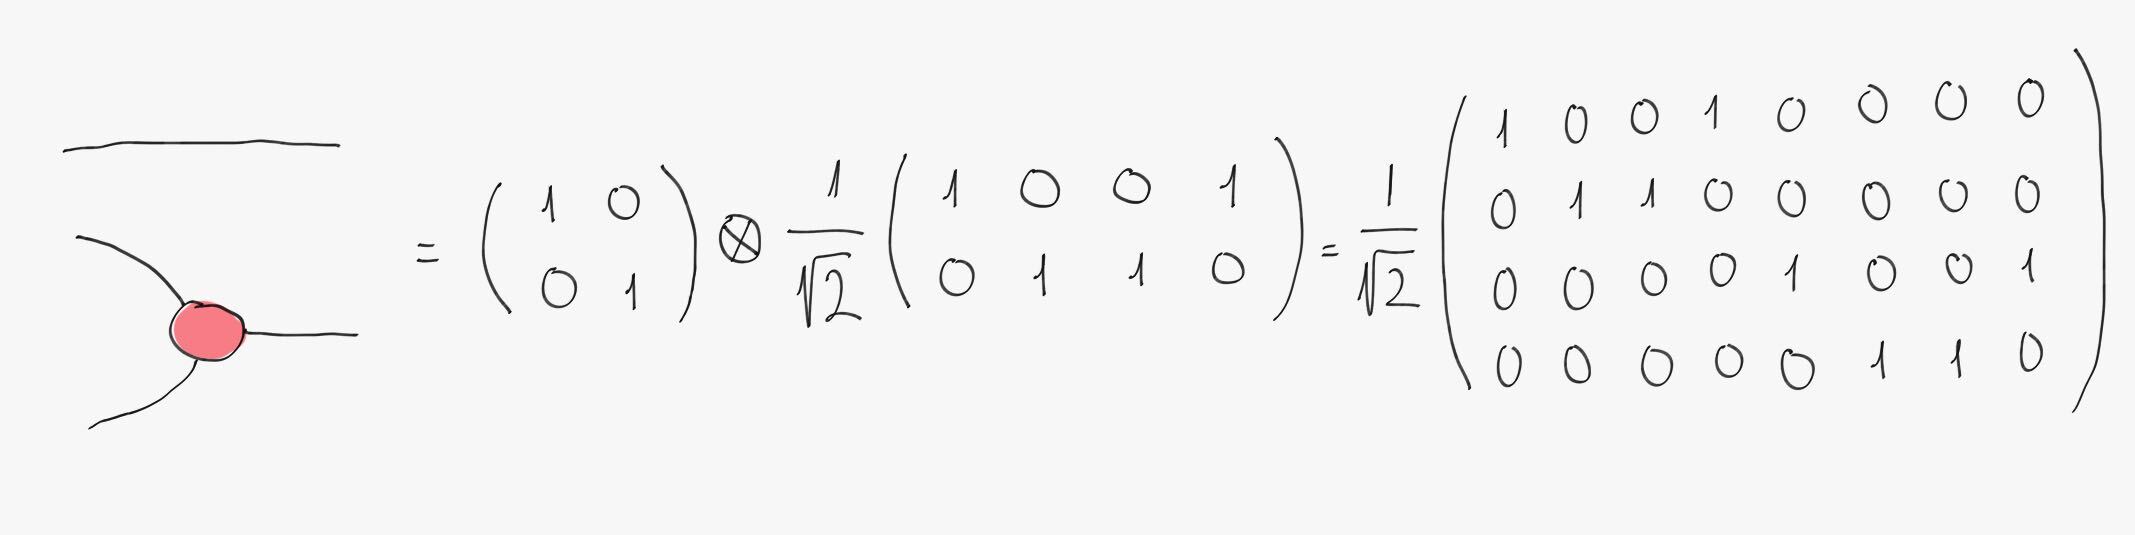 = ( 1 0 ) ⊗ 1/√2 ( 1 0 0 1 ) = 1/√2 ( 1 0 0 1 0 0 0 0 )
( 0 1 ) ( 0 1 1 0 ) ( 0 1 1 0 0 0 0 0 )
( 0 0 0 0 1 0 0 1 )
( 0 0 0 0 0 1 1 0 )